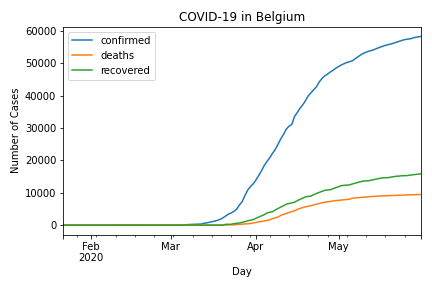 COVID-19 in Belgium
confirmed
deaths
recovered
Number of Cases
60000
50000
40000
30000
20000
10000
0
Feb
2020
Mar
Apr
May
Day